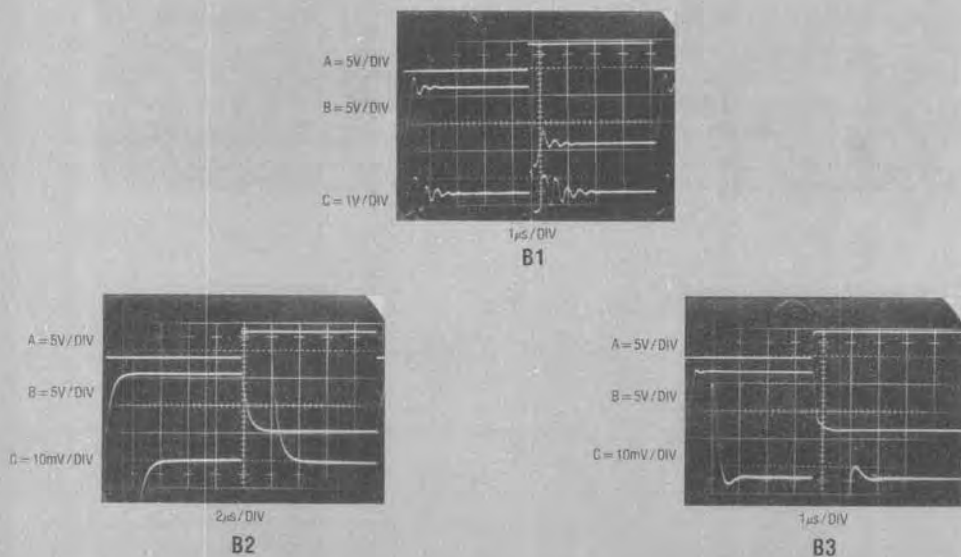 A = 5V/DIV
B = 5V/DIV
C = 1V/DIV
1µs/DIV
B1
A = 5V/DIV
B = 5V/DIV
C = 10mV/DIV
2µs/DIV
B2
A = 5V/DIV
B = 5V/DIV
C = 10mV/DIV
1µs/DIV
B3